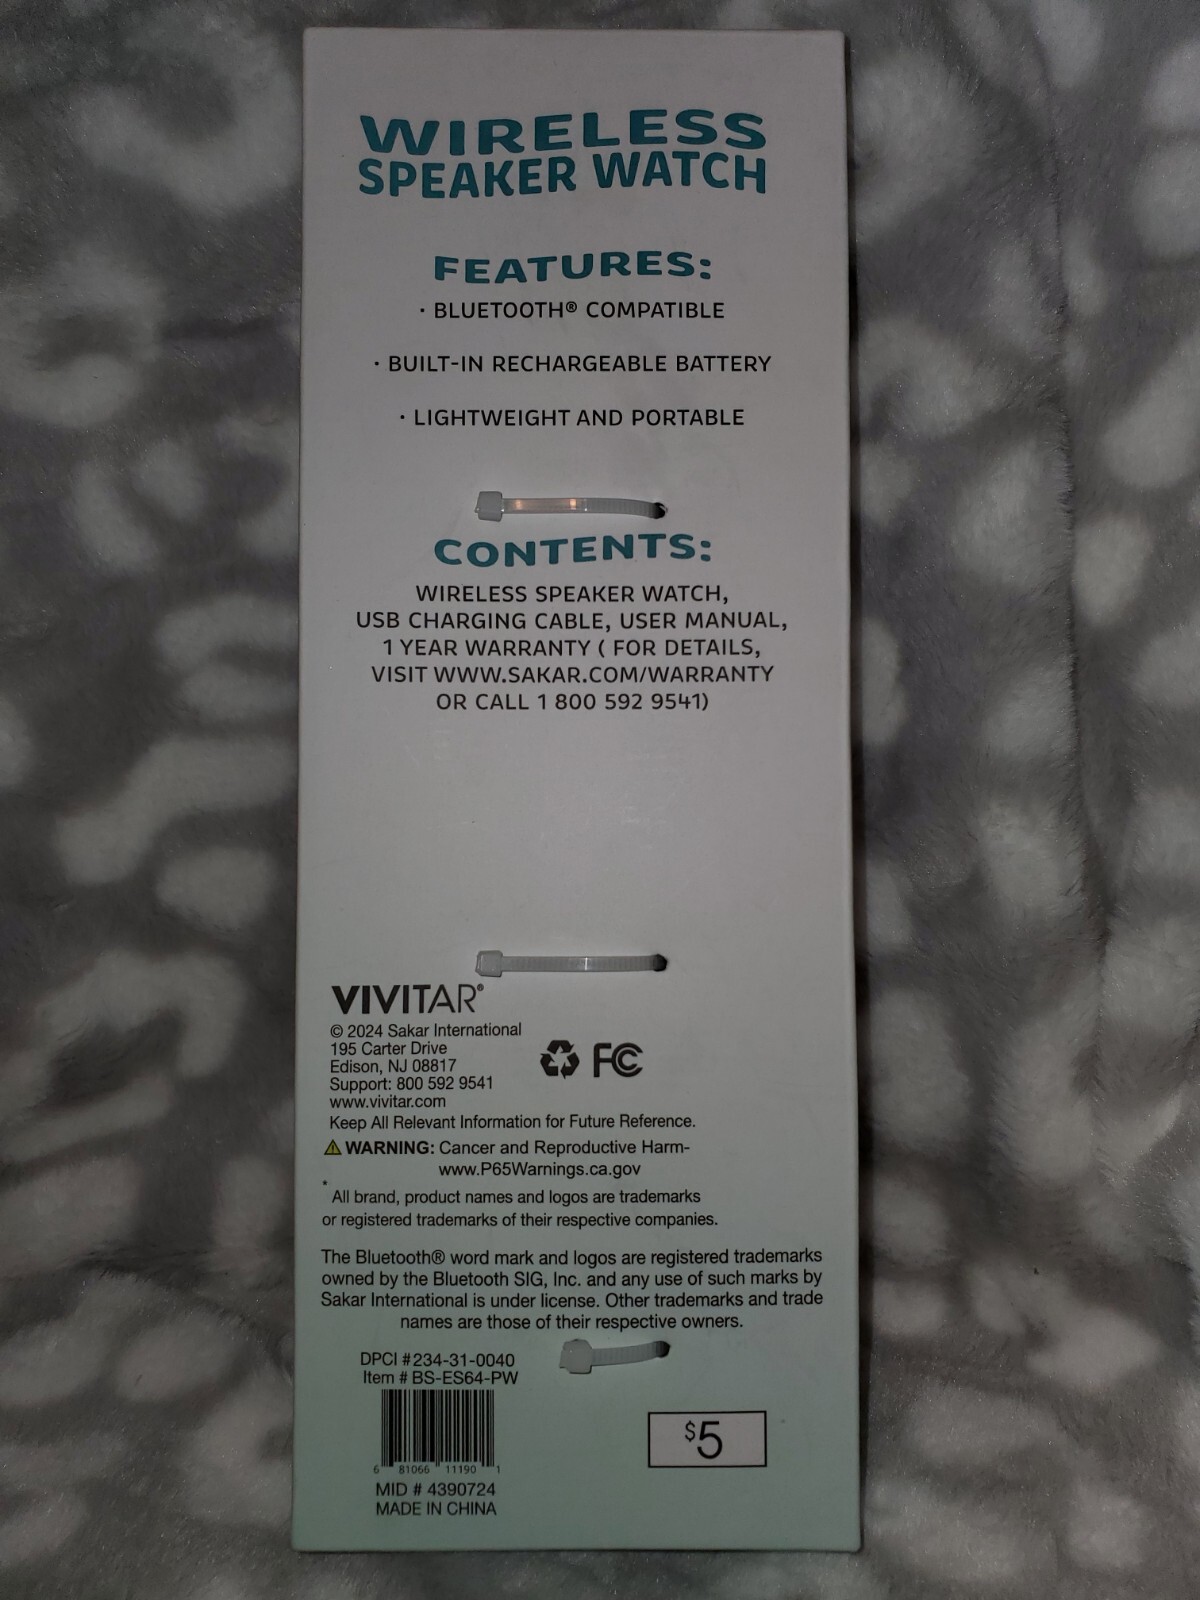 WIRELESS
SPEAKER WATCH
FEATURES:
· BLUETOOTH® COMPATIBLE
· BUILT-IN RECHARGEABLE BATTERY
· LIGHTWEIGHT AND PORTABLE
CONTENTS:
WIRELESS SPEAKER WATCH,
USB CHARGING CABLE, USER MANUAL,
1 YEAR WARRANTY ( FOR DETAILS,
VISIT WWW.SAKAR.COM/WARRANTY
OR CALL 1 800 592 9541)
VIVITAR®
© 2024 Sakar International
195 Carter Drive
Edison, NJ 08817
Support: 800 592 9541
www.vivitar.com
FC
Keep All Relevant Information for Future Reference.
WARNING: Cancer and Reproductive Harm-
www.P65Warnings.ca.gov
* All brand, product names and logos are trademarks
or registered trademarks of their respective companies.
The Bluetooth® word mark and logos are registered trademarks
owned by the Bluetooth SIG, Inc. and any use of such marks by
Sakar International is under license. Other trademarks and trade
names are those of their respective owners.
DPCI #234-31-0040
Item # BS-ES64-PW
6 81066 11190 1
MID # 4390724
MADE IN CHINA
$5